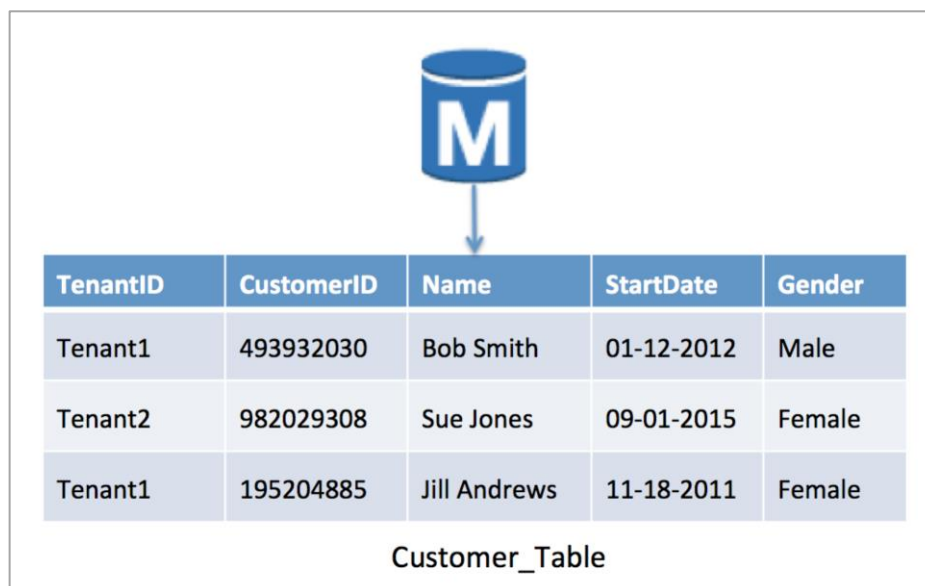 M
TenantID CustomerID Name StartDate Gender
Tenant1 493932030 Bob Smith 01-12-2012 Male
Tenant2 982029308 Sue Jones 09-01-2015 Female
Tenant1 195204885 Jill Andrews 11-18-2011 Female
Customer_Table